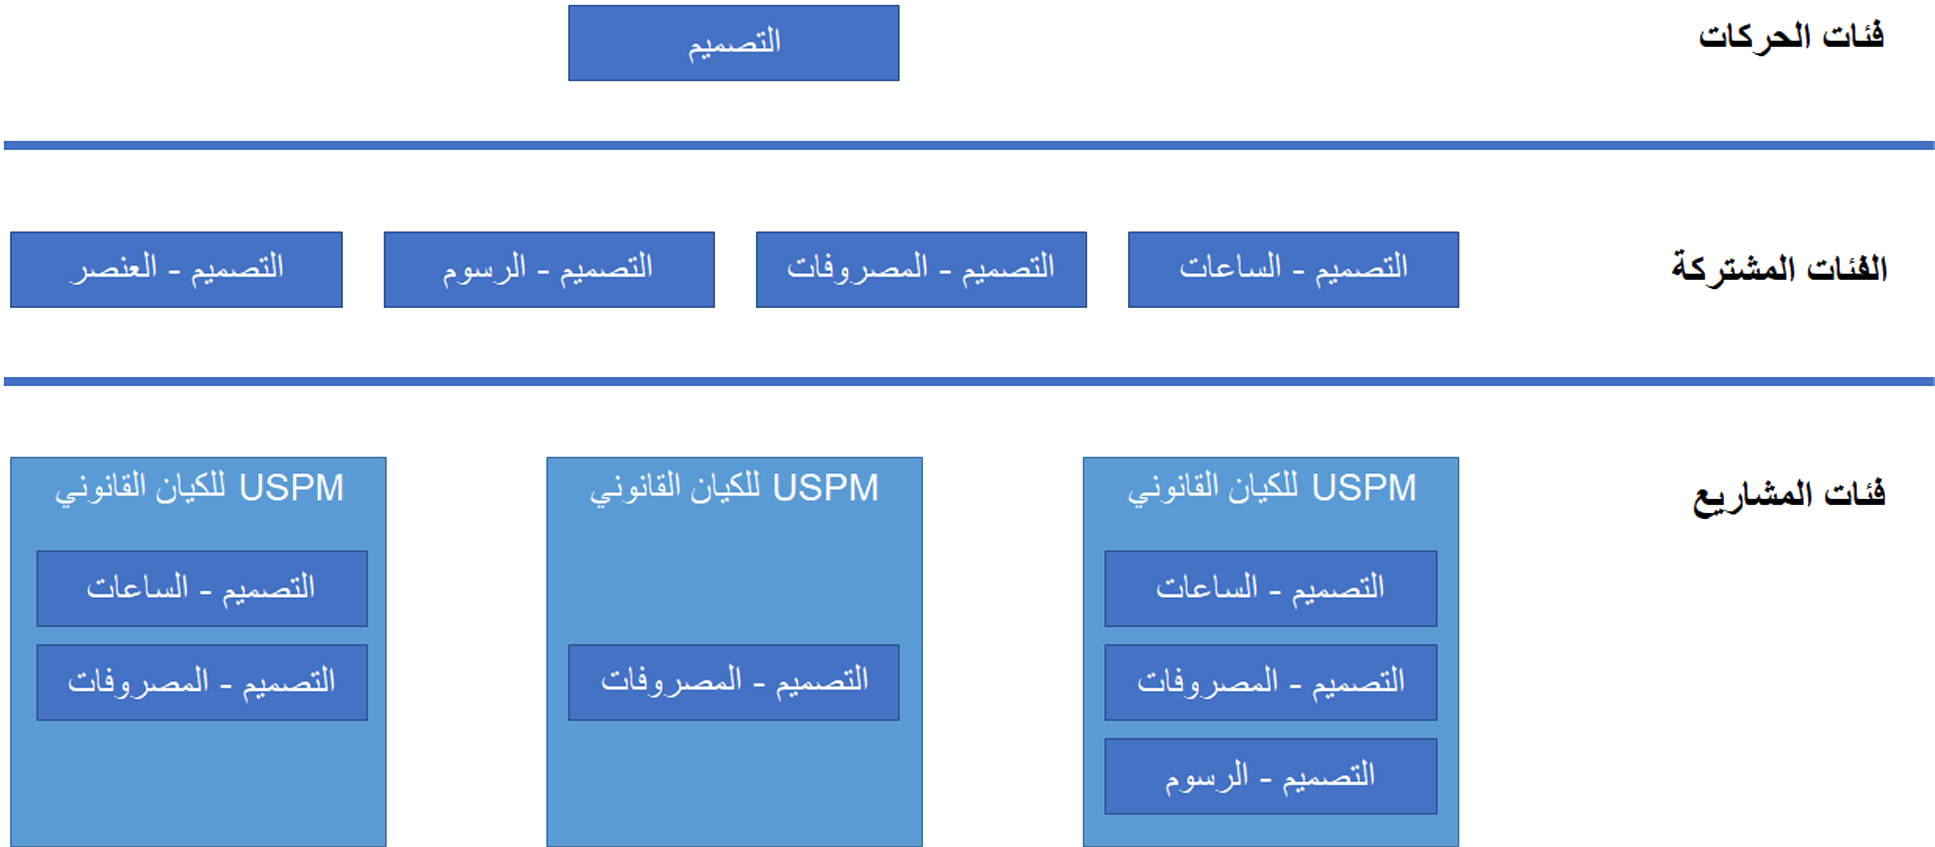 فئات الحركات
التصميم
الفئات المشتركة
التصميم - الساعات
التصميم - المصروفات
التصميم - الرسوم
التصميم - العنصر
فئات المشاريع
USPM للكيان القانوني
التصميم - الساعات
التصميم - المصروفات
التصميم - الرسوم
USPM للكيان القانوني
التصميم - المصروفات
USPM للكيان القانوني
التصميم - الساعات
التصميم - المصروفات